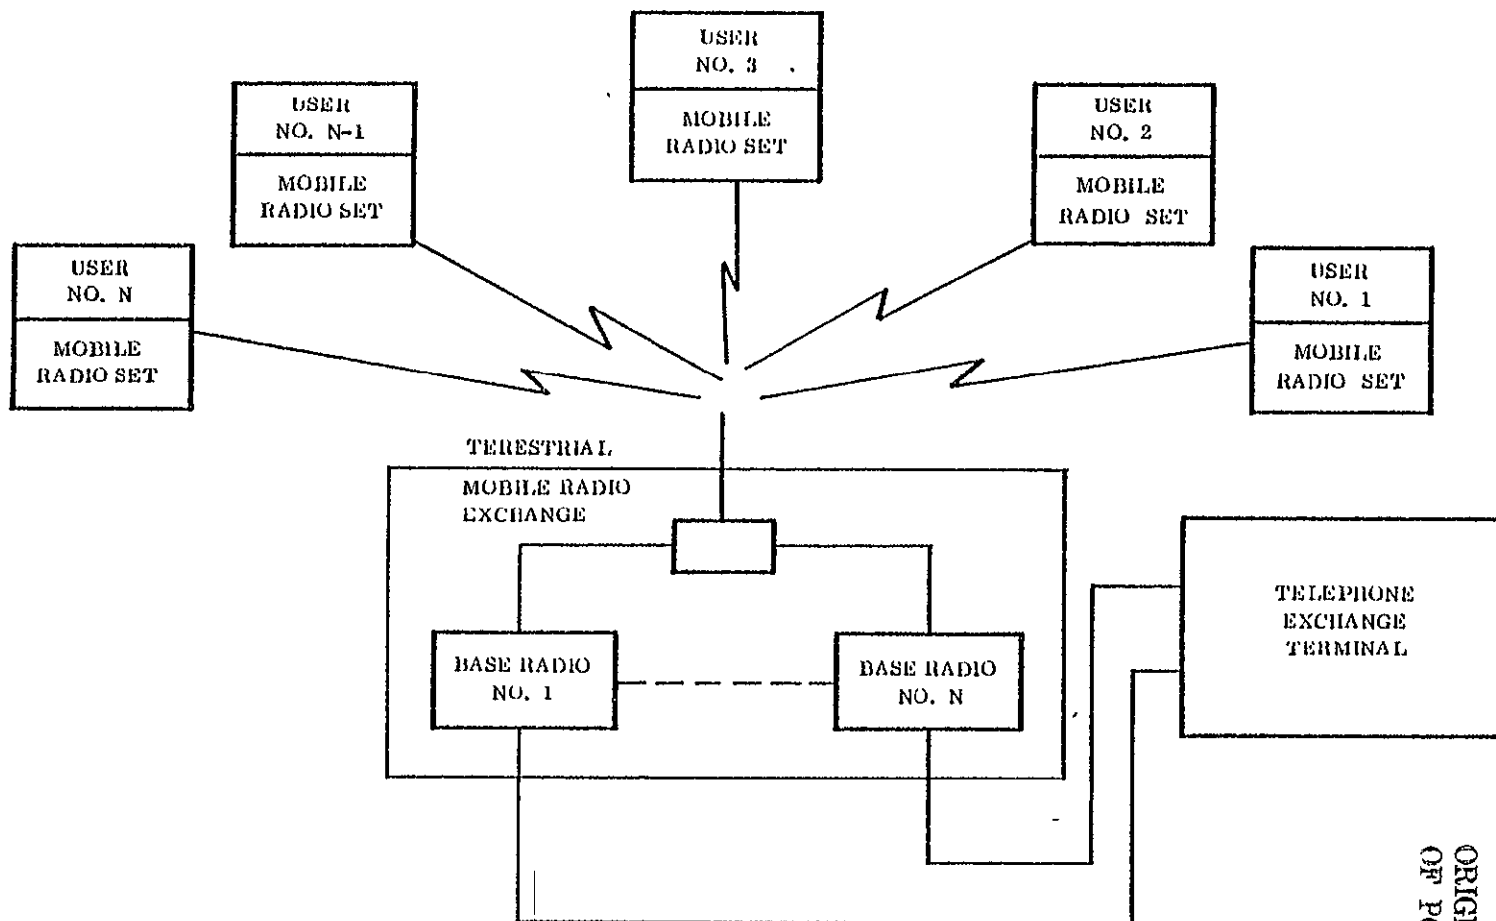 USER
NO. 3
MOBILE
RADIO SET
USER
NO. N-1
MOBILE
RADIO SET
USER
NO. 2
MOBILE
RADIO SET
USER
NO. N
MOBILE
RADIO SET
USER
NO. 1
MOBILE
RADIO SET
TERESTRIAL
MOBILE RADIO
EXCHANGE
BASE RADIO
NO. 1
BASE RADIO
NO. N
TELEPHONE
EXCHANGE
TERMINAL
OF